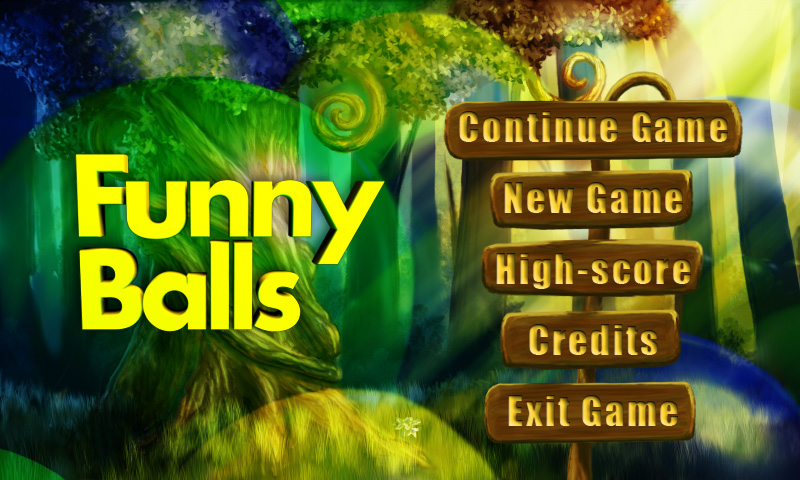 Funny
Balls
Continue Game
New Game
High-score
Credits
Exit Game